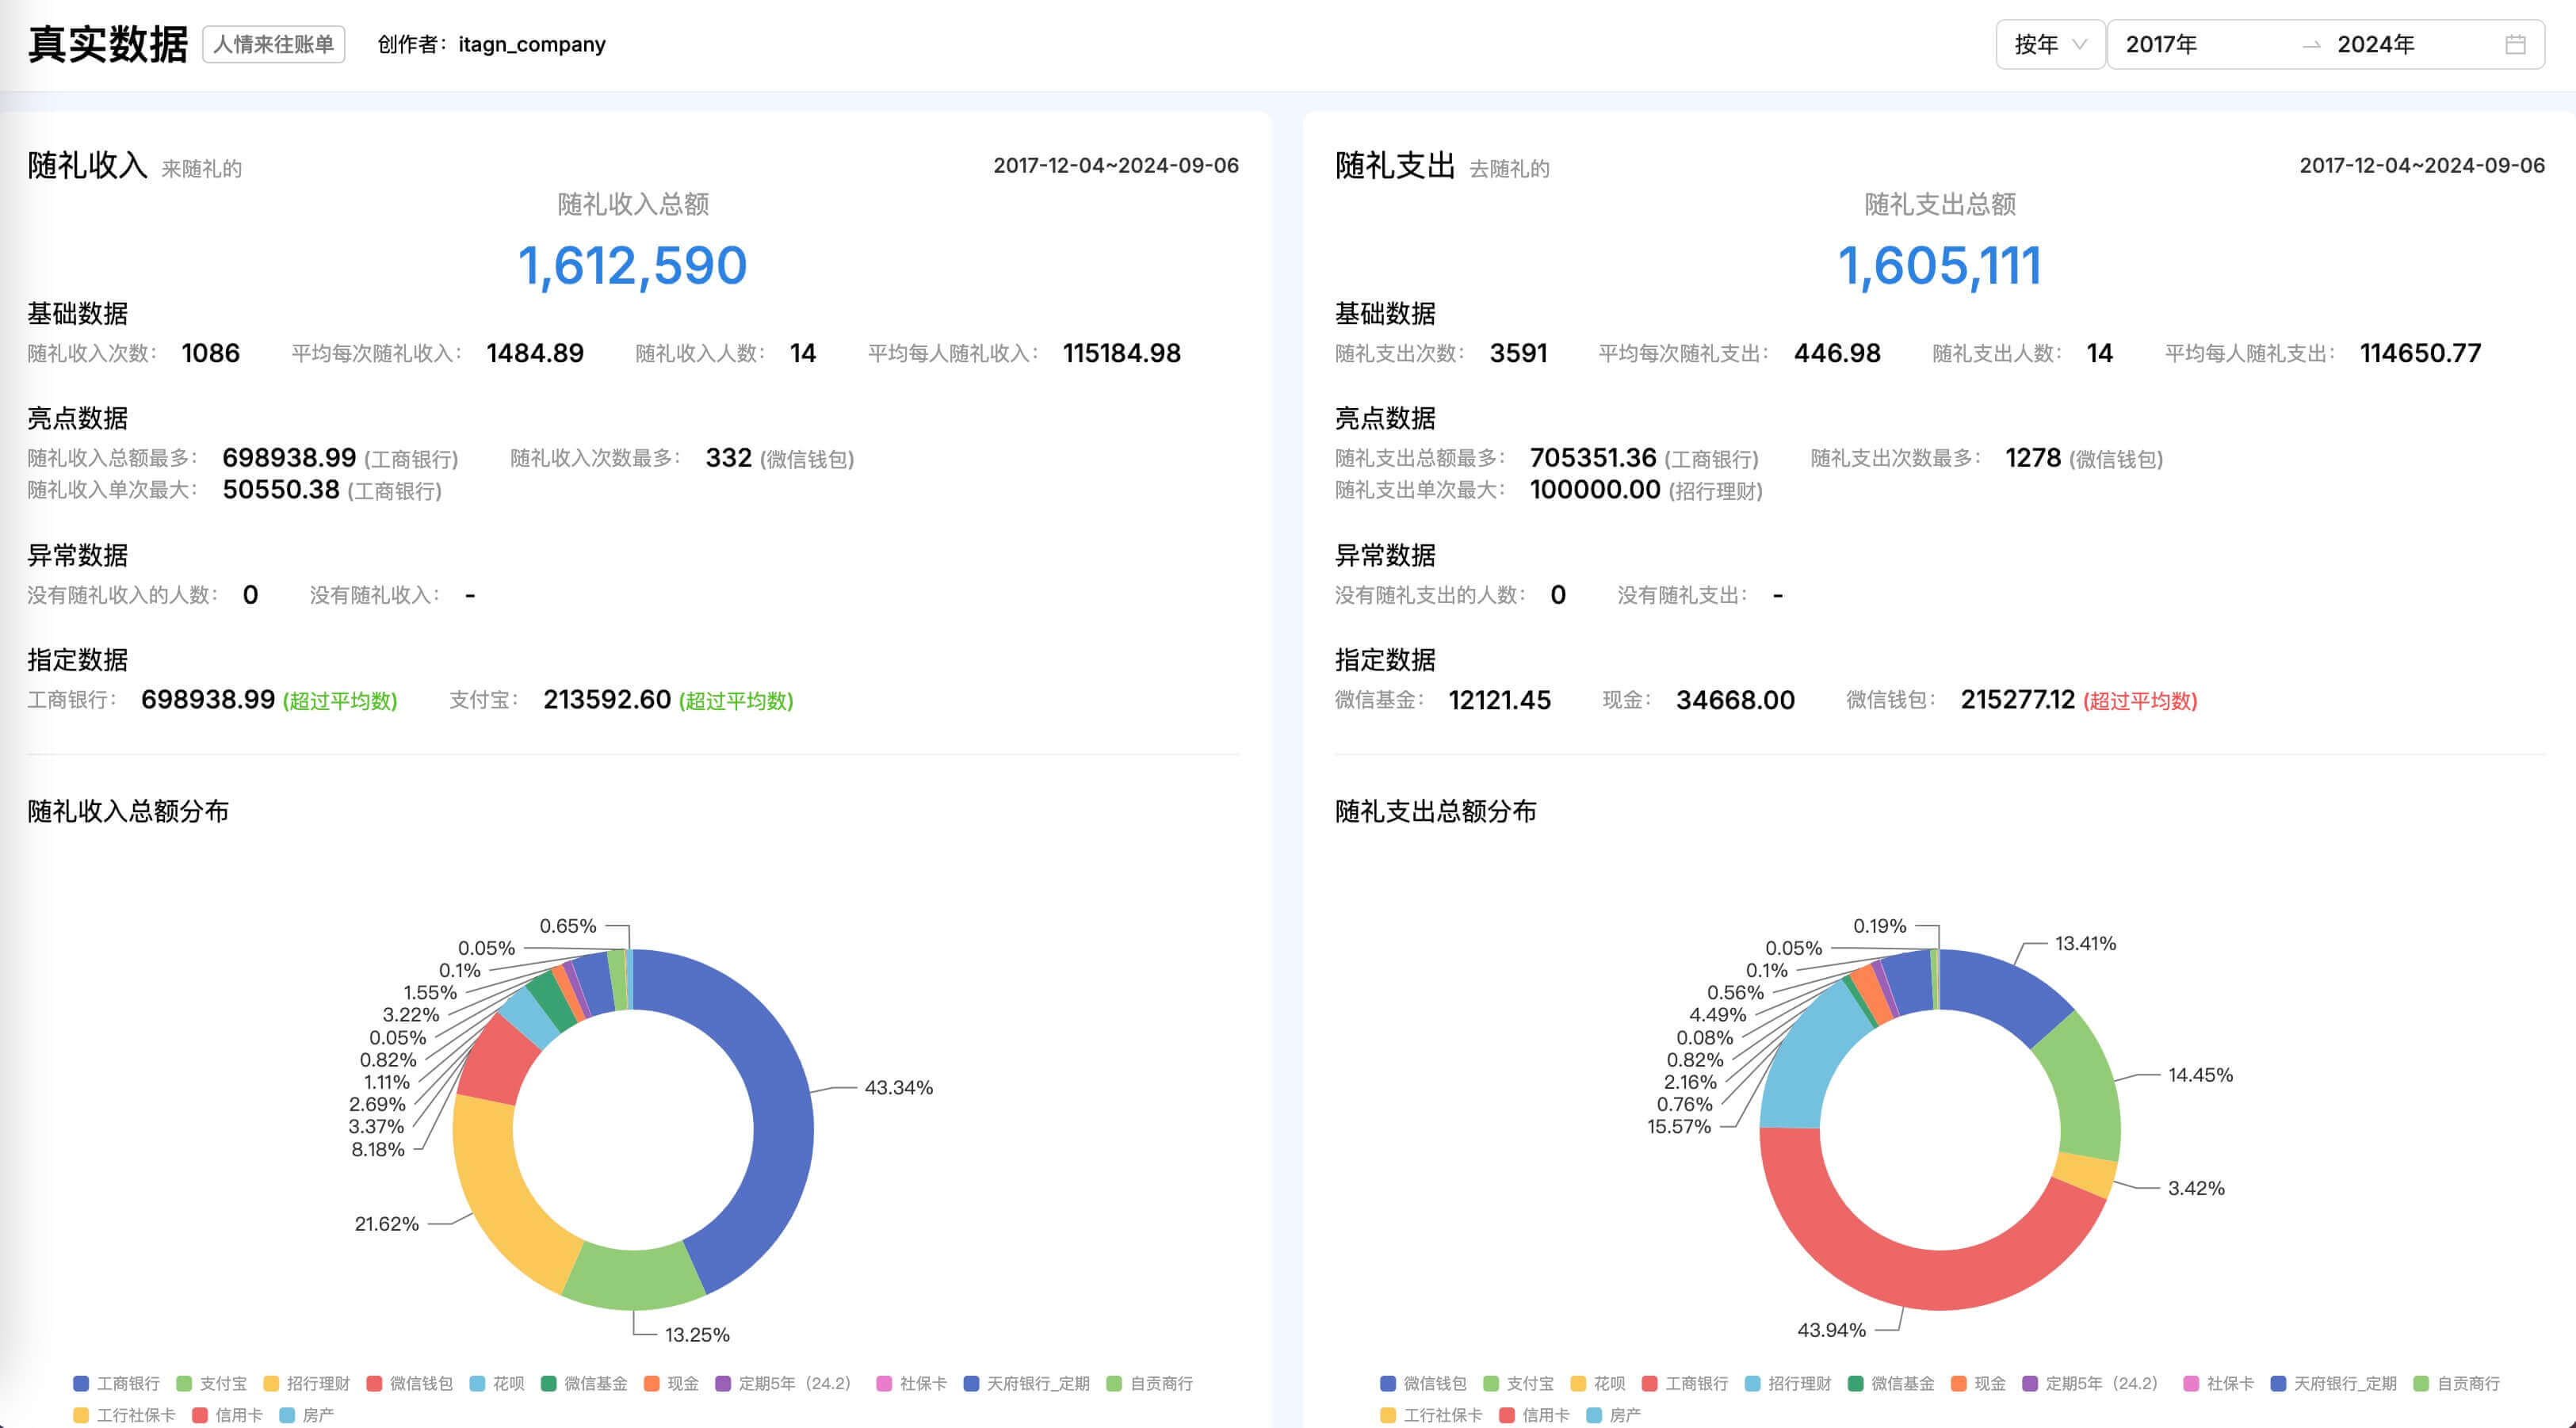 真实数据 人情来往账单 创作者：itagn_company 按年 2017年 → 2024年
随礼收入 来随礼的 2017-12-04~2024-09-06
随礼收入总额
1,612,590
基础数据
随礼收入次数： 1086 平均每次随礼收入： 1484.89 随礼收入人数： 14 平均每人随礼收入： 115184.98
亮点数据
随礼收入总额最多： 698938.99 (工商银行) 随礼收入次数最多： 332 (微信钱包)
随礼收入单次最大： 50550.38 (工商银行)
异常数据
没有随礼收入的人数： 0 没有随礼收入： -
指定数据
工商银行： 698938.99 (超过平均数) 支付宝： 213592.60 (超过平均数)
随礼收入总额分布
0.65%
0.05%
0.1%
1.55%
3.22%
0.05%
0.82%
1.11%
2.69%
3.37%
8.18%
43.34%
21.62%
13.25%
工商银行 支付宝 招行理财 微信钱包 花呗 微信基金 现金 定期5年（24.2） 社保卡 天府银行_定期 自贡商行
工行社保卡 信用卡 房产
随礼支出 去随礼的 2017-12-04~2024-09-06
随礼支出总额
1,605,111
基础数据
随礼支出次数： 3591 平均每次随礼支出： 446.98 随礼支出人数： 14 平均每人随礼支出： 114650.77
亮点数据
随礼支出总额最多： 705351.36 (工商银行) 随礼支出次数最多： 1278 (微信钱包)
随礼支出单次最大： 100000.00 (招行理财)
异常数据
没有随礼支出的人数： 0 没有随礼支出： -
指定数据
微信基金： 12121.45 现金： 34668.00 微信钱包： 215277.12 (超过平均数)
随礼支出总额分布
0.19%
13.41%
0.05%
0.1%
0.56%
4.49%
0.08%
0.82%
2.16%
0.76%
15.57%
14.45%
3.42%
43.94%
微信钱包 支付宝 花呗 工商银行 招行理财 微信基金 现金 定期5年（24.2） 社保卡 天府银行_定期 自贡商行
工行社保卡 信用卡 房产